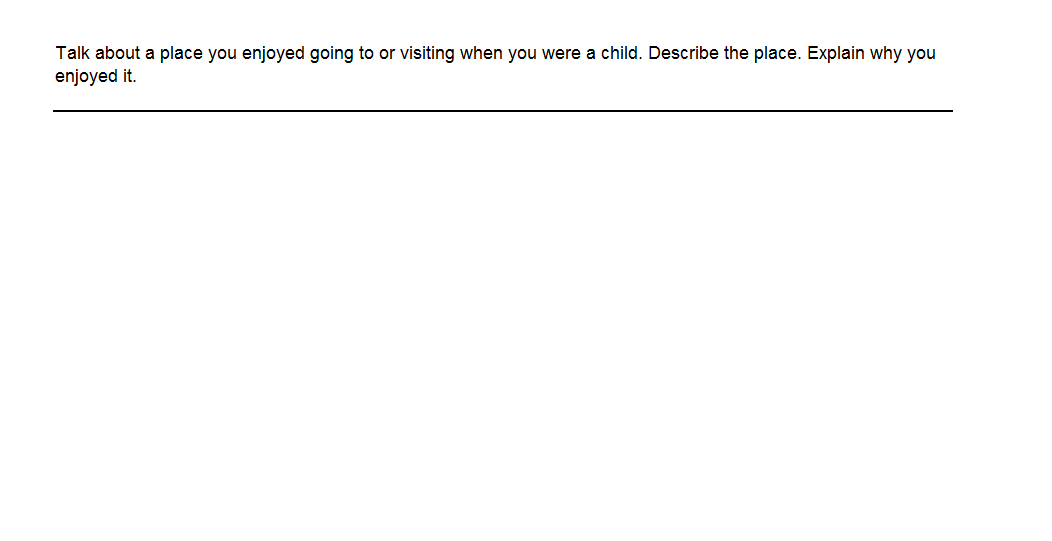 Talk about a place you enjoyed going to or visiting when you were a child. Describe the place. Explain why you
enjoyed it.